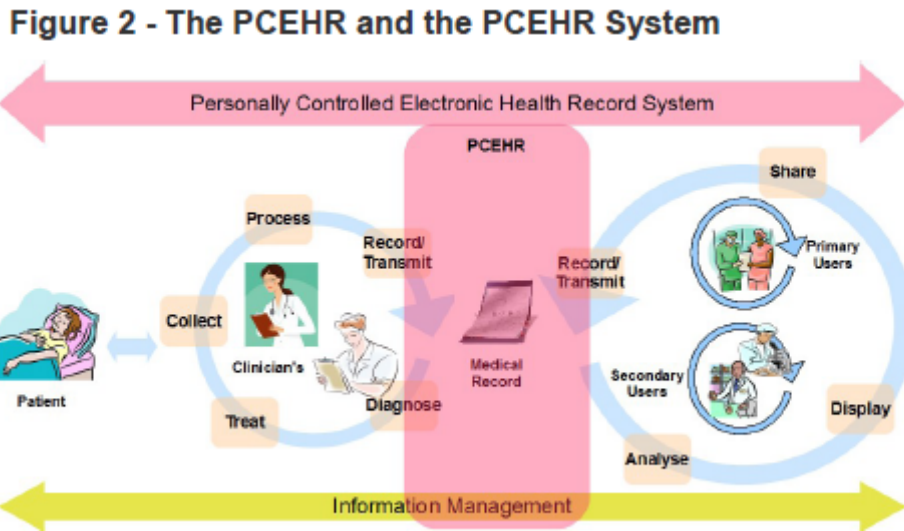 Figure 2 - The PCEHR and the PCEHR System
Personally Controlled Electronic Health Record System
PCEHR
Share
Process
Record/
Transmit
Record/
Transmit
Primary
Users
Collect
Clinician's
Medical
Record
Secondary
Users
Patient
Treat
Diagnose
Display
Analyse
Information Management